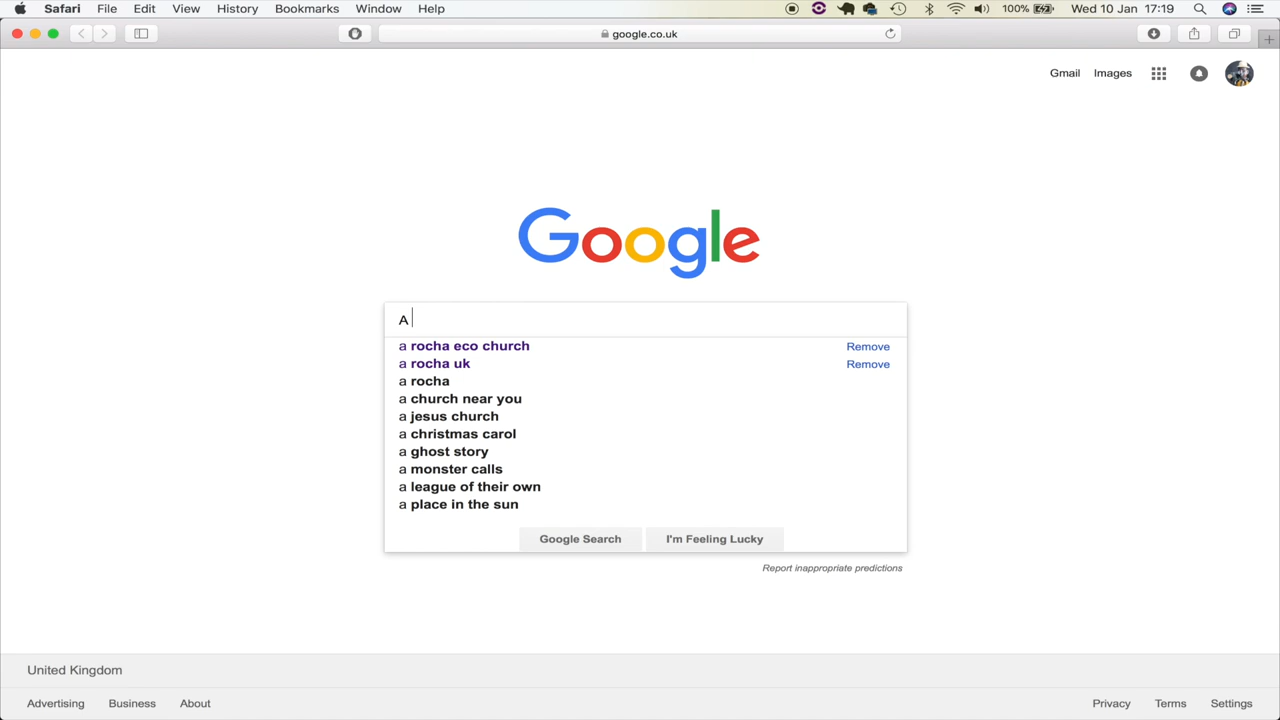 Safari File Edit View History Bookmarks Window Help 100% Wed 10 Jan 17:19
google.co.uk
Gmail Images
Google
A
a rocha eco church Remove
a rocha uk Remove
a rocha
a church near you
a jesus church
a christmas carol
a ghost story
a monster calls
a league of their own
a place in the sun
Google Search I'm Feeling Lucky
Report inappropriate predictions
United Kingdom
Advertising Business About Privacy Terms Settings